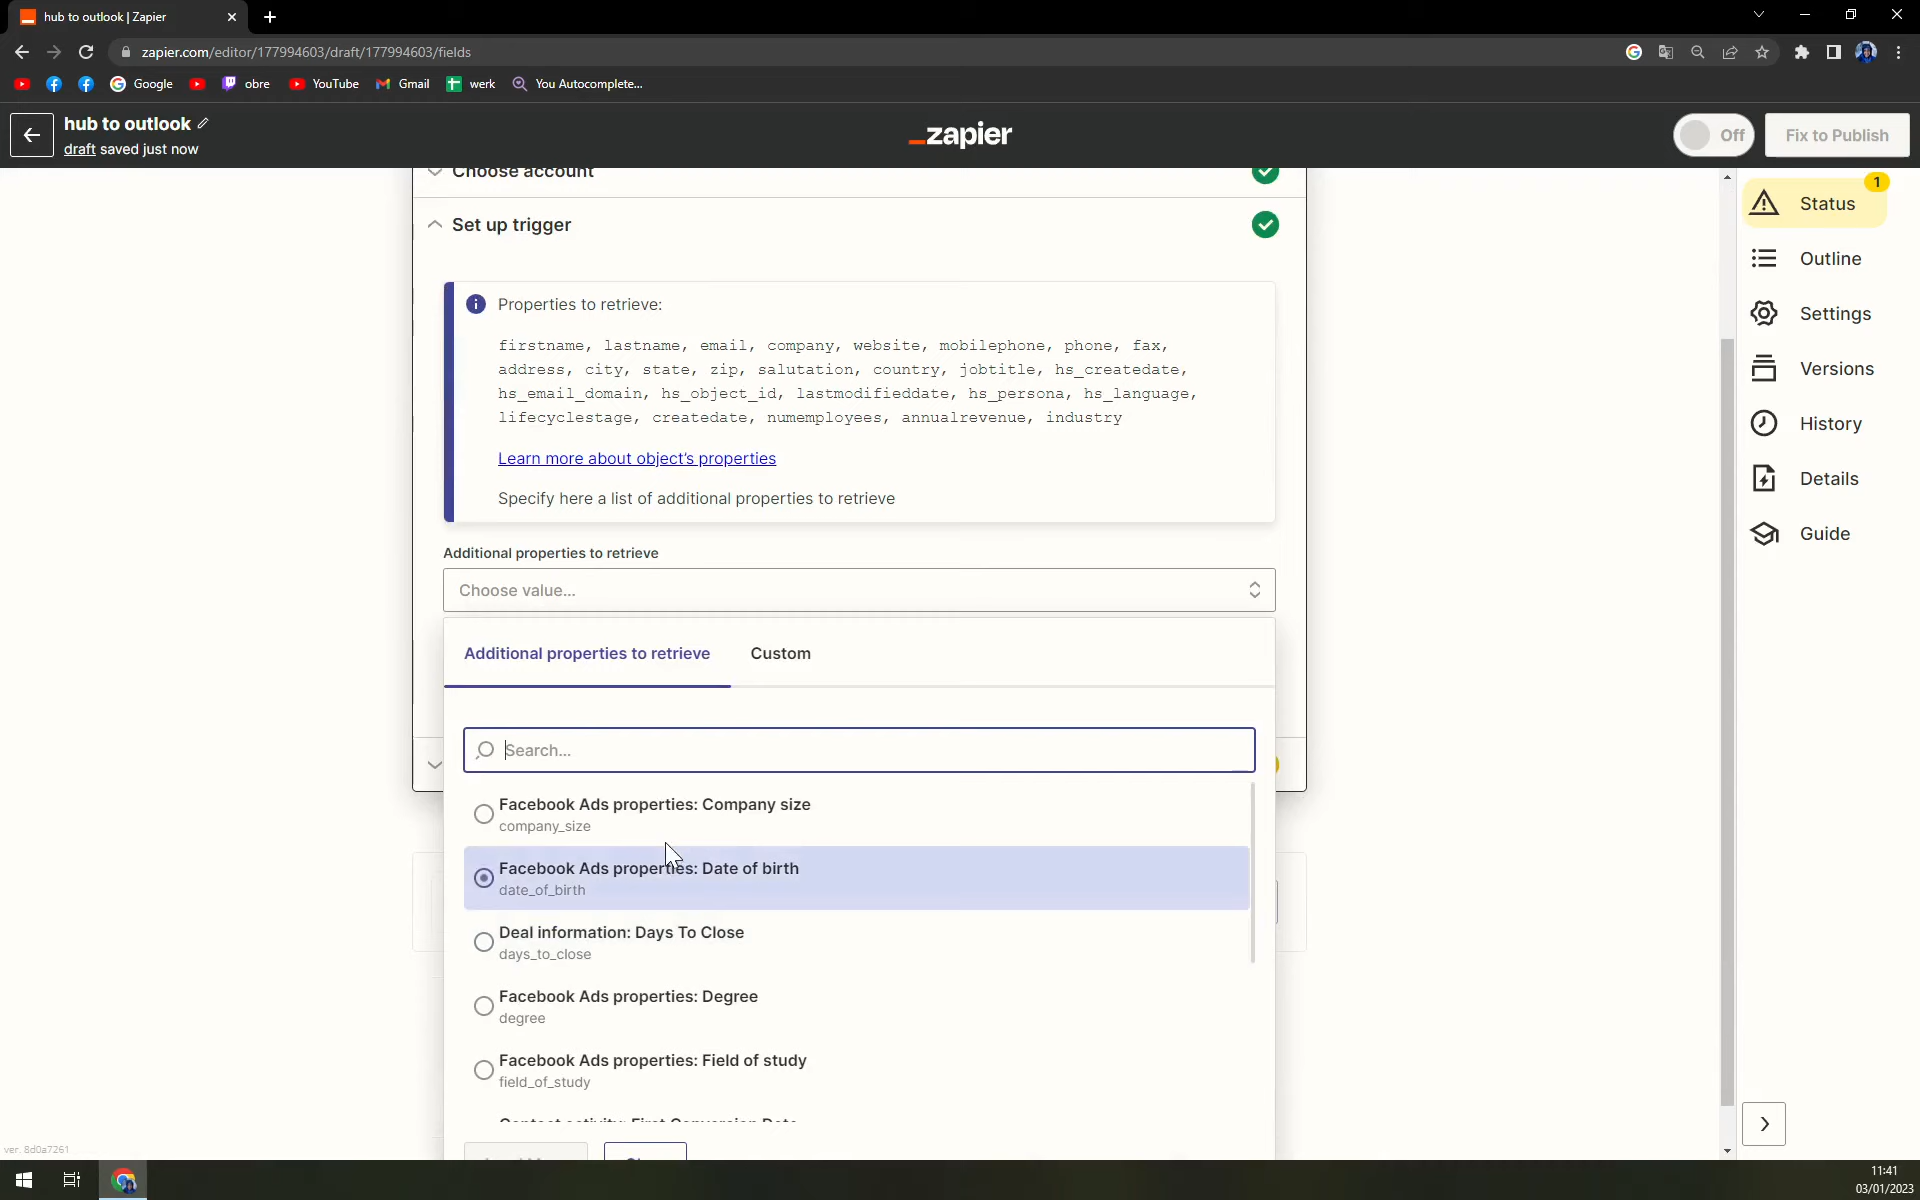 hub to outlook | Zapier
zapier.com/editor/177994603/draft/177994603/fields
Google
obre
YouTube
Gmail
werk
You Autocomplete...
hub to outlook
draft saved just now
_zapier
Off
Fix to Publish
Choose account
Set up trigger
Properties to retrieve:
firstname, lastname, email, company, website, mobilephone, phone, fax,
address, city, state, zip, salutation, country, jobtitle, hs_createdate,
hs_email_domain, hs_object_id, lastmodifieddate, hs_persona, hs_language,
lifecyclestage, createdate, numemployees, annualrevenue, industry
Learn more about object's properties
Specify here a list of additional properties to retrieve
Additional properties to retrieve
Choose value...
Additional properties to retrieve
Custom
Search...
Facebook Ads properties: Company size
company_size
Facebook Ads properties: Date of birth
date_of_birth
Deal information: Days To Close
days_to_close
Facebook Ads properties: Degree
degree
Facebook Ads properties: Field of study
field_of_study
Contact activity: First Conversion Date
1
Status
Outline
Settings
Versions
History
Details
Guide
ver. 8d0a7261
11:41
03/01/2023